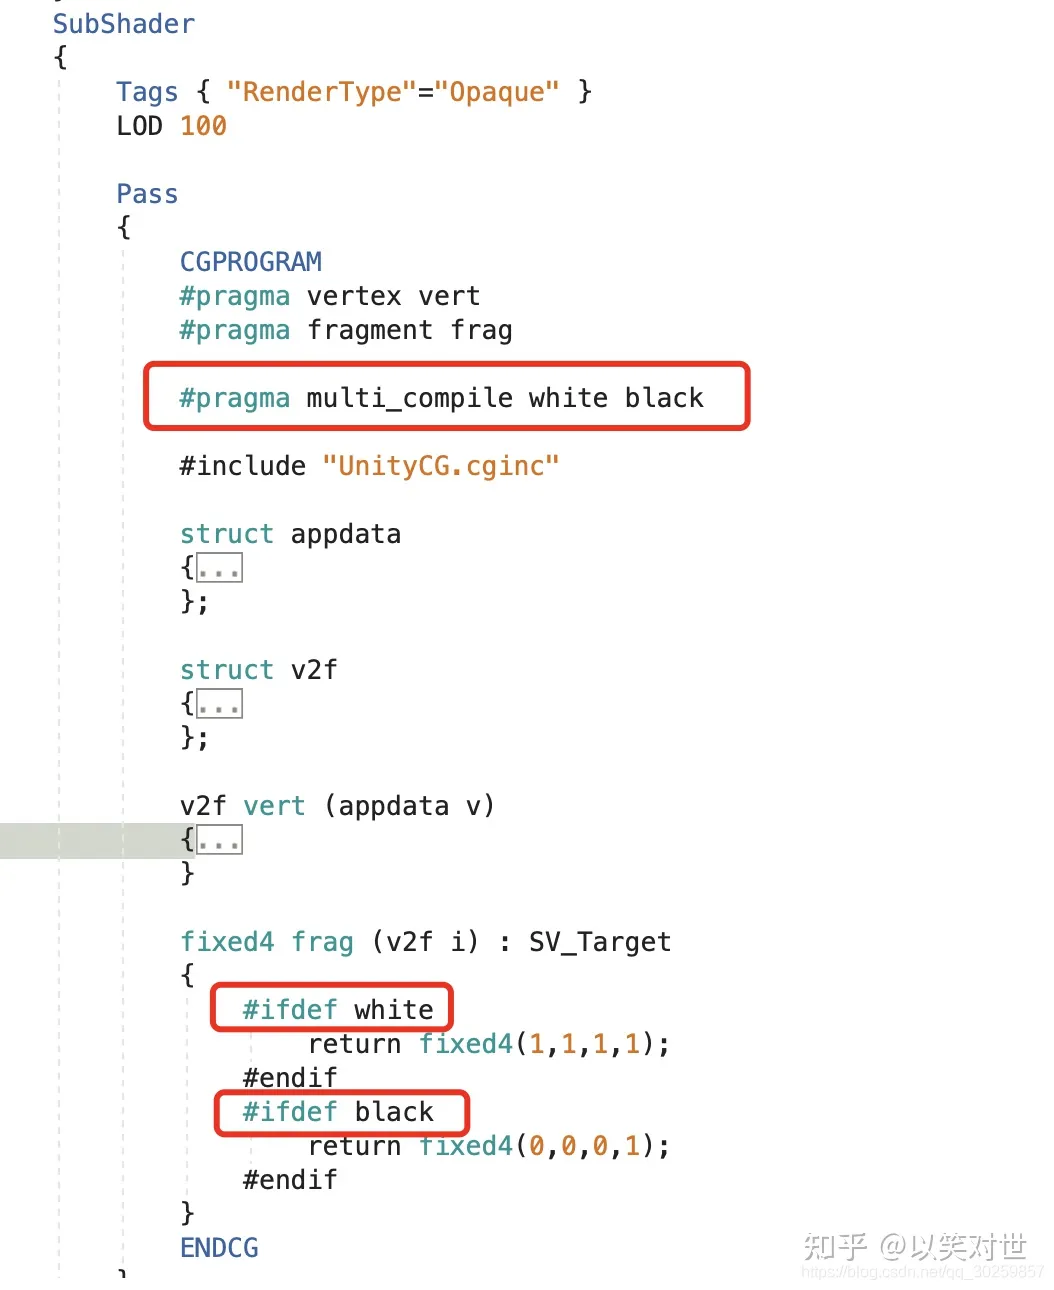 SubShader
{
Tags { "RenderType"="Opaque" }
LOD 100
Pass
{
CGPROGRAM
#pragma vertex vert
#pragma fragment frag
#pragma multi_compile white black
#include "UnityCG.cginc"
struct appdata
{...
};
struct v2f
{...
};
v2f vert (appdata v)
{...
}
fixed4 frag (v2f i) : SV_Target
{
#ifdef white
return fixed4(1,1,1,1);
#endif
#ifdef black
return fixed4(0,0,0,1);
#endif
}
ENDCG
}
知乎 @以笑对世
https://blog.csdn.net/qq_30259857